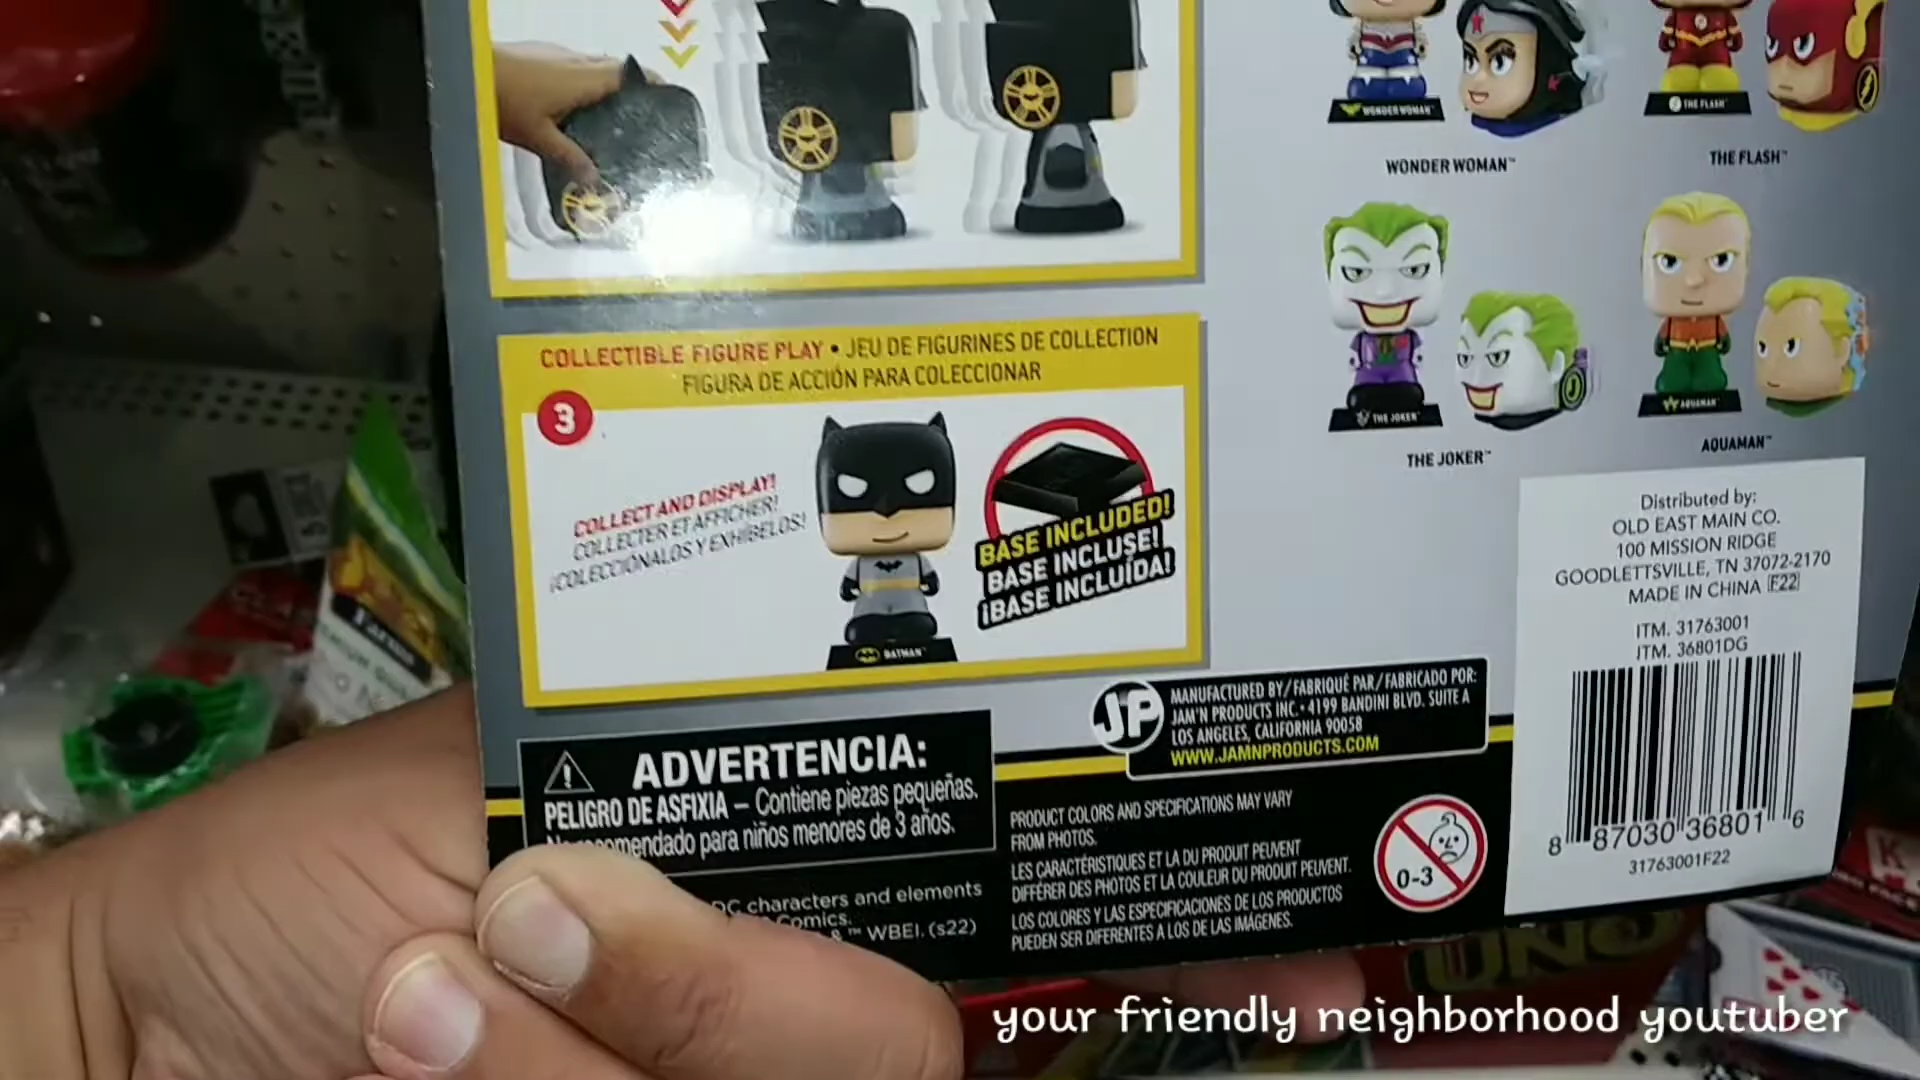 WONDER WOMAN™
THE FLASH™
WONDER WOMAN™
THE FLASH™
COLLECTIBLE FIGURE PLAY • JEU DE FIGURINES DE COLLECTION
FIGURA DE ACCIÓN PARA COLECCIONAR
3
COLLECT AND DISPLAY!
COLLECTER ET AFFICHER!
¡COLECCIÓNALOS Y EXHÍBELOS!
BASE INCLUDED!
BASE INCLUSE!
¡BASE INCLUÍDA!
BATMAN™
THE JOKER™
AQUAMAN™
THE JOKER™
AQUAMAN™
Distributed by:
OLD EAST MAIN CO.
100 MISSION RIDGE
GOODLETTSVILLE, TN 37072-2170
MADE IN CHINA F22
ITM. 31763001
ITM. 36801DG
8 87030 36801 6
31763001F22
JP
MANUFACTURED BY/FABRIQUÉ PAR/FABRICADO POR:
JAM'N PRODUCTS INC. • 4199 BANDINI BLVD. SUITE A
LOS ANGELES, CALIFORNIA 90058
WWW.JAMNPRODUCTS.COM
ADVERTENCIA:
PELIGRO DE ASFIXIA – Contiene piezas pequeñas.
para niños menores de 3 años.
PRODUCT COLORS AND SPECIFICATIONS MAY VARY
FROM PHOTOS.
LES CARACTÉRISTIQUES ET LA DU PRODUIT PEUVENT
DIFFÉRER DES PHOTOS ET LA COULEUR DU PRODUIT PEUVENT.
LOS COLORES Y LAS ESPECIFICACIONES DE LOS PRODUCTOS
PUEDEN SER DIFERENTES A LOS DE LAS IMÁGENES.
0-3
DC characters and elements
Comics.
& ™ WBEI. (s22)
UNO
your friendly neighborhood youtuber